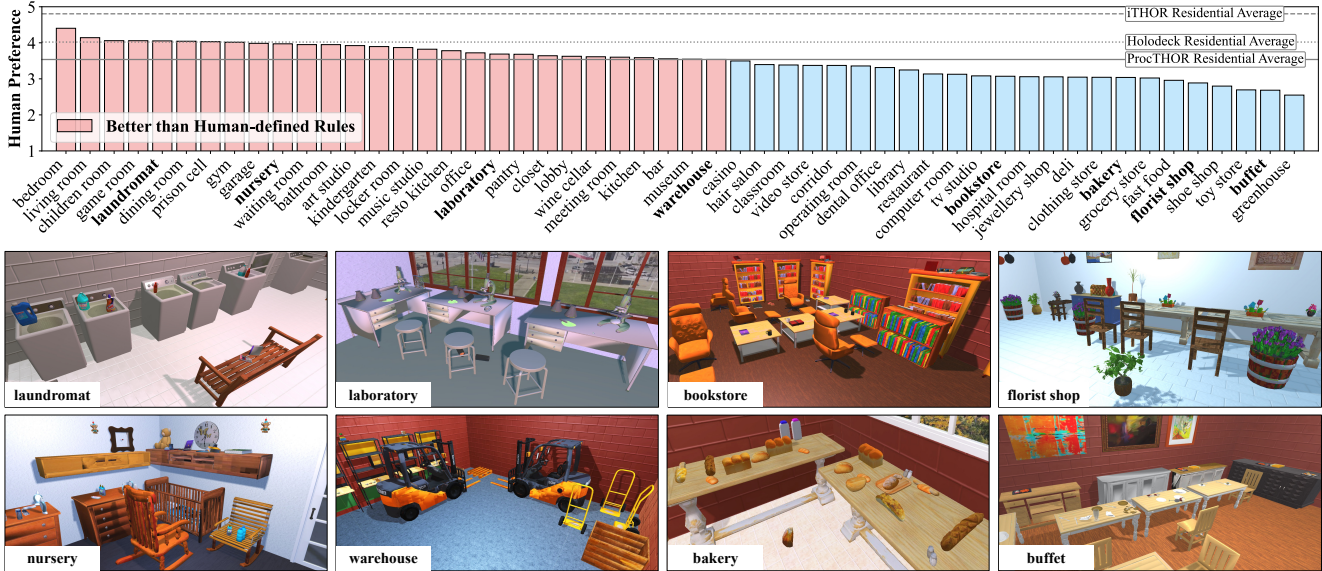 Human Preference
5
4
3
2
1
iTHOR Residential Average
Holodeck Residential Average
ProcTHOR Residential Average
Better than Human-defined Rules
bedroom
living room
children room
game room
laundromat
dining room
prison cell
gym
garage
nursery
waiting room
bathroom
art studio
kindergarten
locker room
music studio
resto kitchen
office
laboratory
pantry
closet
lobby
wine cellar
meeting room
kitchen
bar
museum
warehouse
casino
hair salon
classroom
video store
corridor
operating room
dental office
library
restaurant
computer room
tv studio
bookstore
hospital room
jewellery shop
deli
clothing store
bakery
grocery store
fast food
florist shop
shoe shop
toy store
buffet
greenhouse
laundromat
laboratory
bookstore
florist shop
nursery
warehouse
bakery
buffet